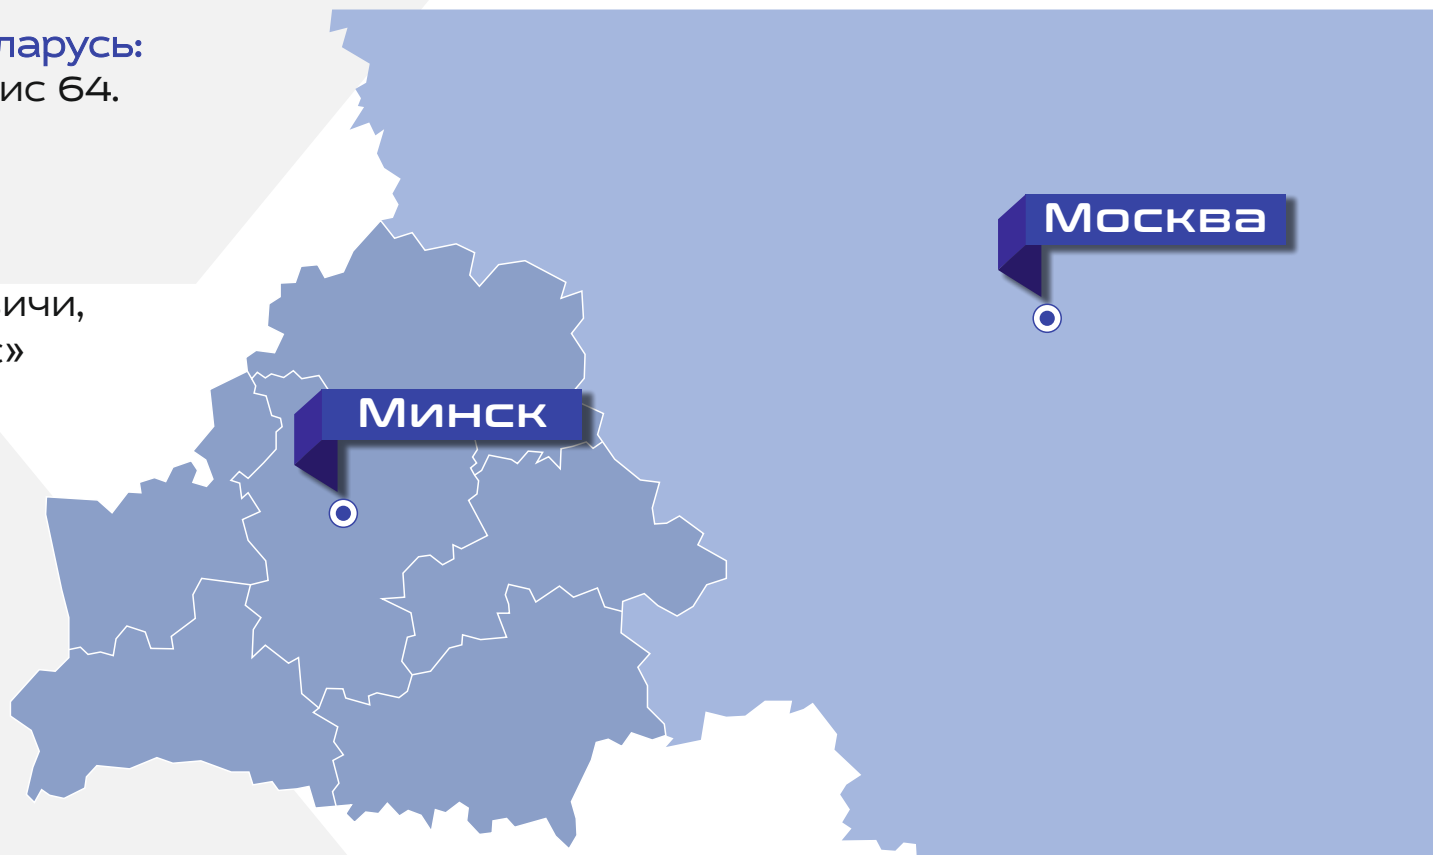 ларусь:
ис 64.
ичи,
»
Москва
Минск